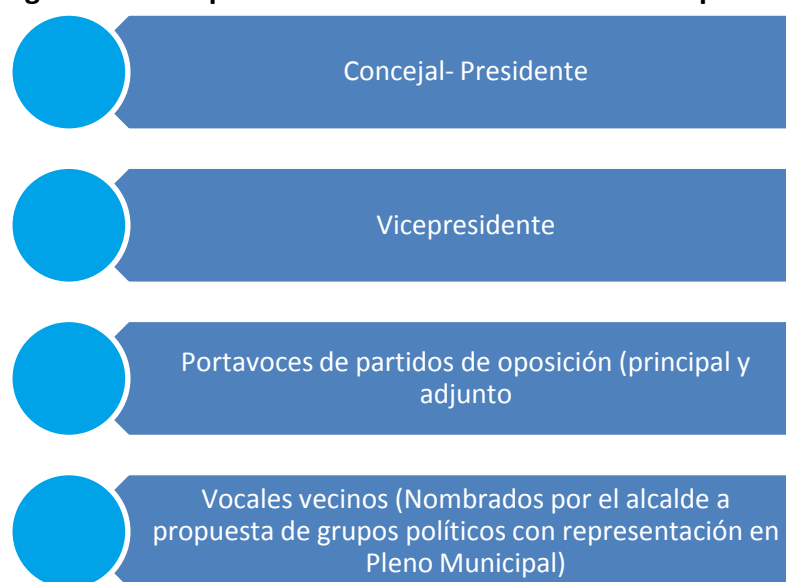 Concejal- Presidente
Vicepresidente
Portavoces de partidos de oposición (principal y
adjunto
Vocales vecinos (Nombrados por el alcalde a
propuesta de grupos políticos con representación en
Pleno Municipal)